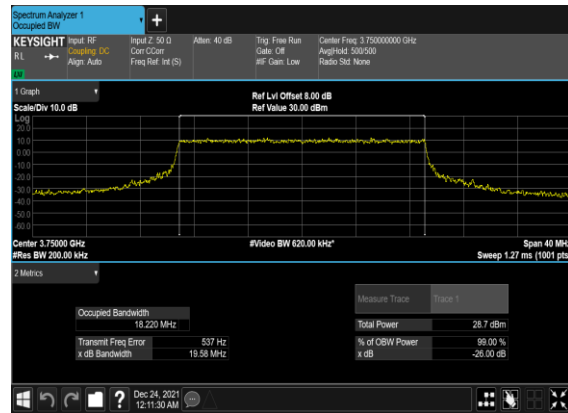 Spectrum Analyzer 1
Occupied BW
+
KEYSIGHT Input: RF Input Z: 50 Ω Atten: 40 dB Trig: Free Run Center Freq: 3.750000000 GHz
RL Coupling: DC Corr CCorr Gate: Off Avg|Hold: 500/500
Align: Auto Freq Ref: Int (S) #IF Gain: Low Radio Std: None
LXI
1 Graph
Ref Lvl Offset 8.00 dB
Scale/Div 10.0 dB Ref Value 30.00 dBm
Log
20.0
10.0
0.00
-10.0
-20.0
-30.0
-40.0
-50.0
-60.0
Center 3.75000 GHz #Video BW 620.00 kHz* Span 40 MHz
#Res BW 200.00 kHz Sweep 1.27 ms (1001 pts)
2 Metrics
Measure Trace Trace 1
Occupied Bandwidth
18.220 MHz Total Power 28.7 dBm
Transmit Freq Error 537 Hz % of OBW Power 99.00 %
x dB Bandwidth 19.58 MHz x dB -26.00 dB
? Dec 24, 2021
12:11:30 AM